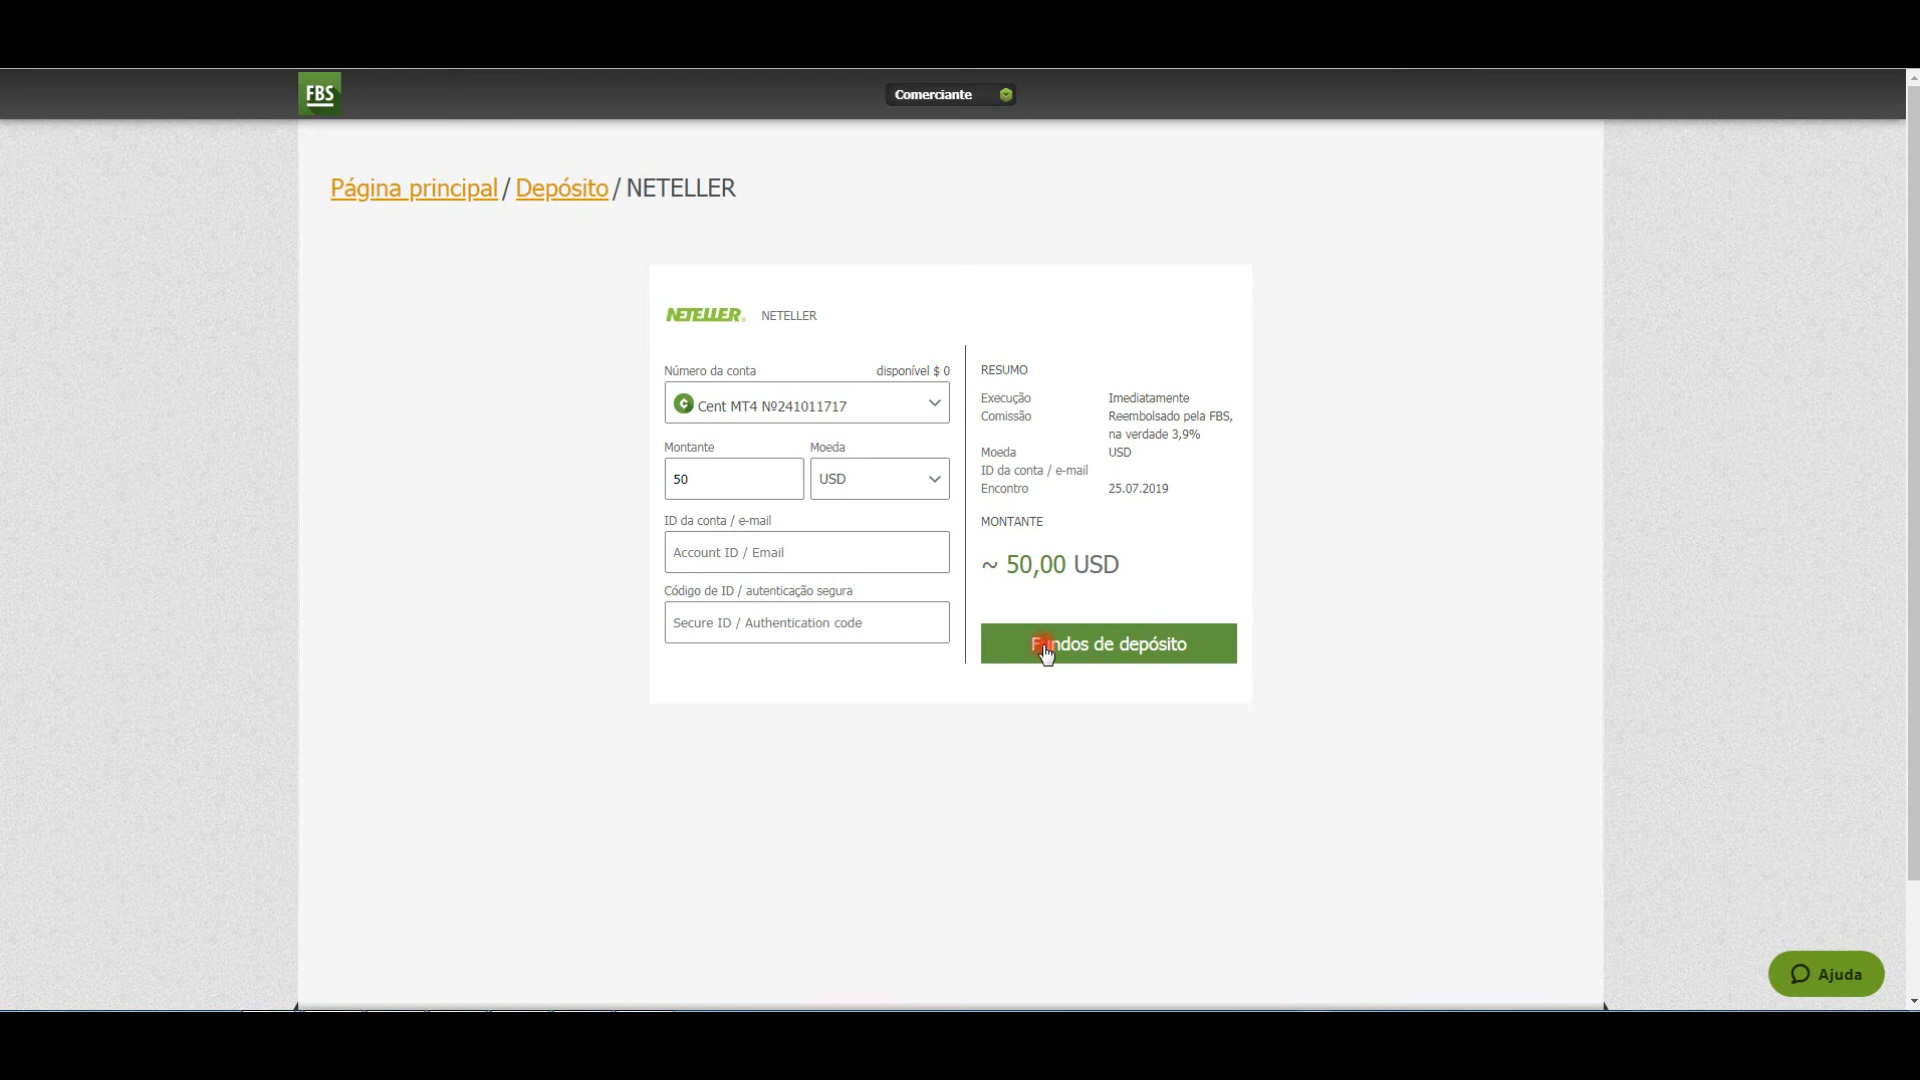 FBS
Comerciante
Página principal / Depósito / NETELLER
NETELLER NETELLER
Número da conta disponível $ 0
Cent MT4 №241011717
Montante Moeda
50 USD
ID da conta / e-mail
Account ID / Email
Código de ID / autenticação segura
Secure ID / Authentication code
RESUMO
Execução Imediatamente
Comissão Reembolsado pela FBS,
na verdade 3,9%
Moeda USD
ID da conta / e-mail
Encontro 25.07.2019
MONTANTE
~ 50,00 USD
Fundos de depósito
Ajuda